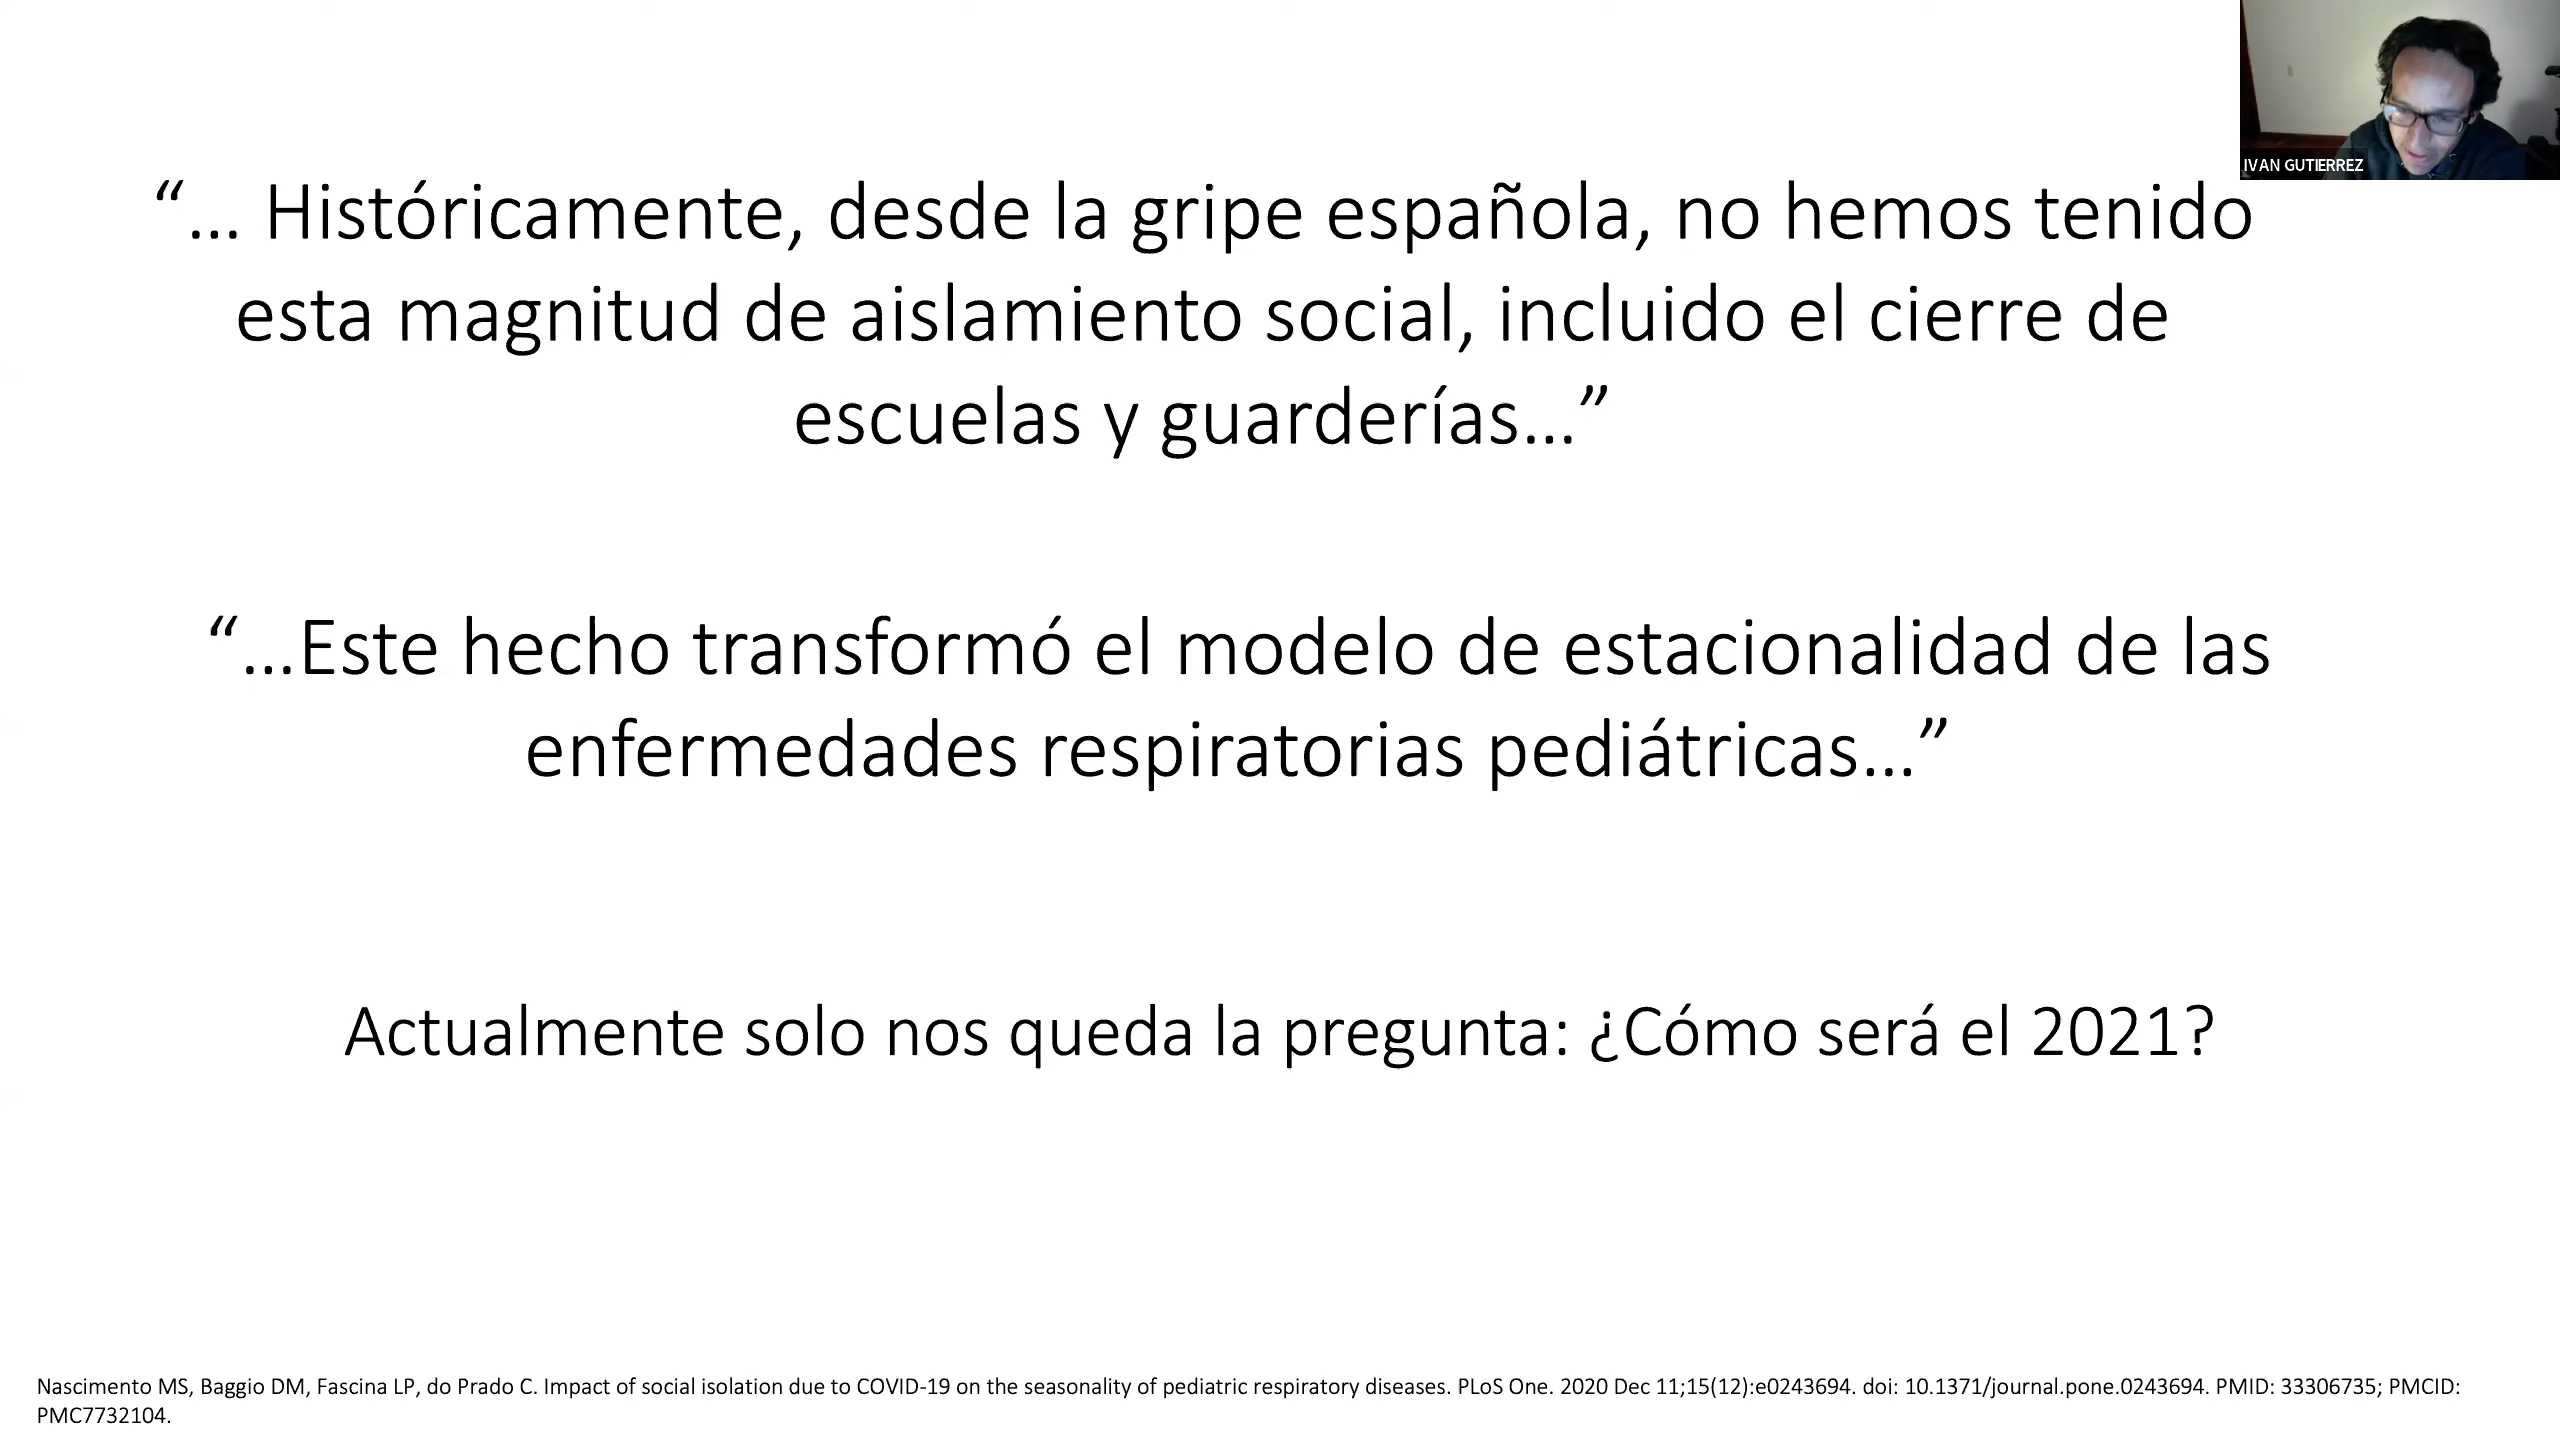 IVAN GUTIERREZ
“... Históricamente, desde la gripe española, no hemos tenido
esta magnitud de aislamiento social, incluido el cierre de
escuelas y guarderías...”
“...Este hecho transformó el modelo de estacionalidad de las
enfermedades respiratorias pediátricas...”
Actualmente solo nos queda la pregunta: ¿Cómo será el 2021?
Nascimento MS, Baggio DM, Fascina LP, do Prado C. Impact of social isolation due to COVID-19 on the seasonality of pediatric respiratory diseases. PLoS One. 2020 Dec 11;15(12):e0243694. doi: 10.1371/journal.pone.0243694. PMID: 33306735; PMCID:
PMC7732104.